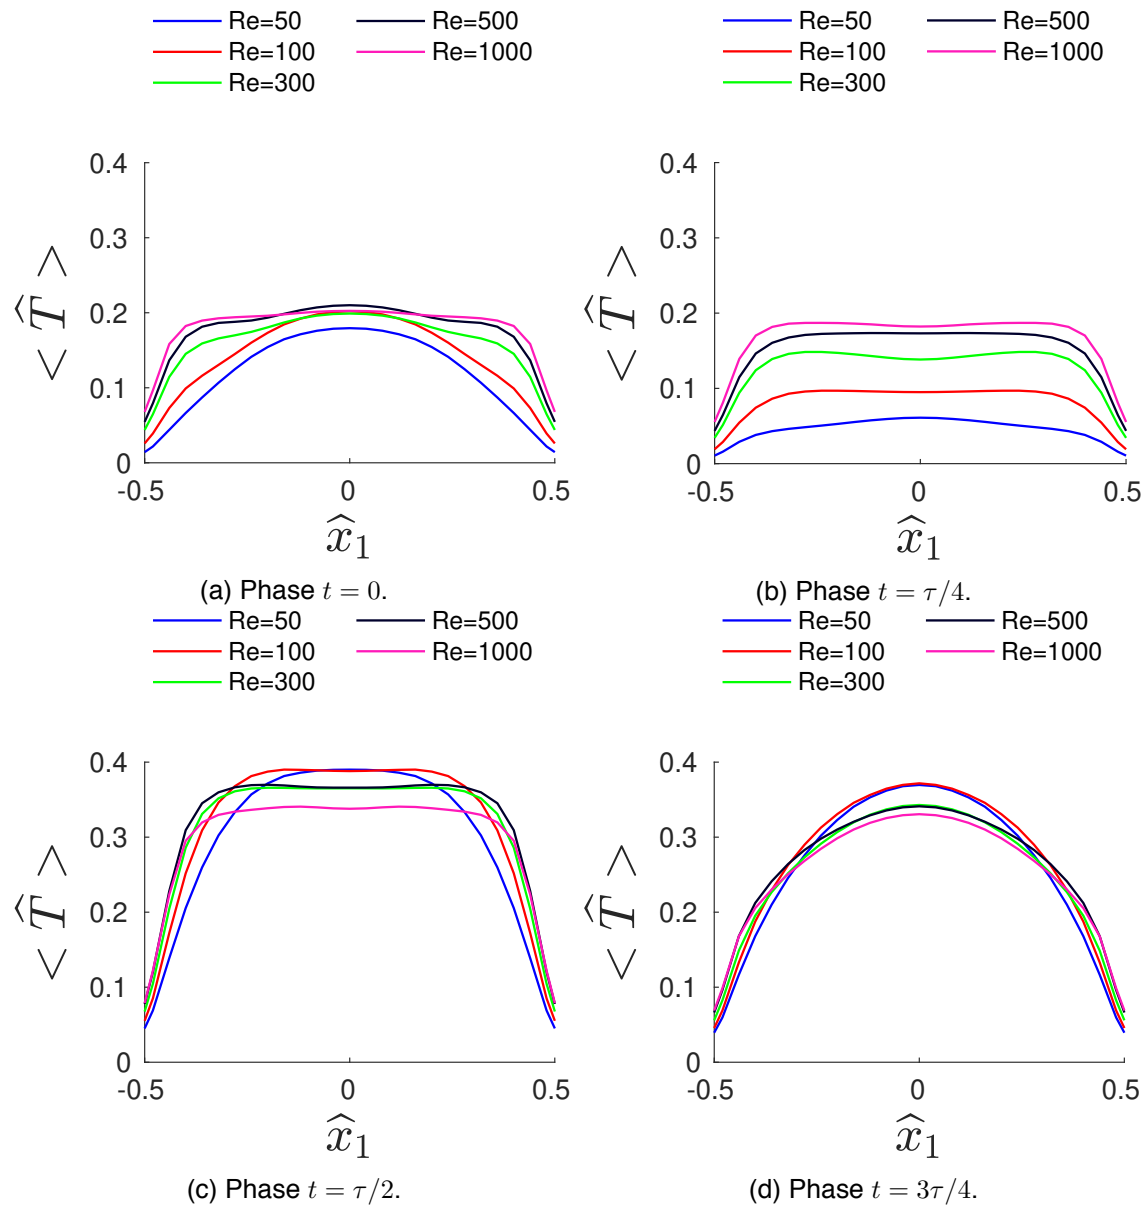 Re=50 Re=500
Re=100 Re=1000
Re=300
0.4
0.3
0.2
0.1
0
< T̂ >
-0.5 0 0.5
x̂₁
(a) Phase t = 0.
Re=50 Re=500
Re=100 Re=1000
Re=300
0.4
0.3
0.2
0.1
0
< T̂ >
-0.5 0 0.5
x̂₁
(b) Phase t = τ/4.
Re=50 Re=500
Re=100 Re=1000
Re=300
0.4
0.3
0.2
0.1
0
< T̂ >
-0.5 0 0.5
x̂₁
(c) Phase t = τ/2.
Re=50 Re=500
Re=100 Re=1000
Re=300
0.4
0.3
0.2
0.1
0
< T̂ >
-0.5 0 0.5
x̂₁
(d) Phase t = 3τ/4.